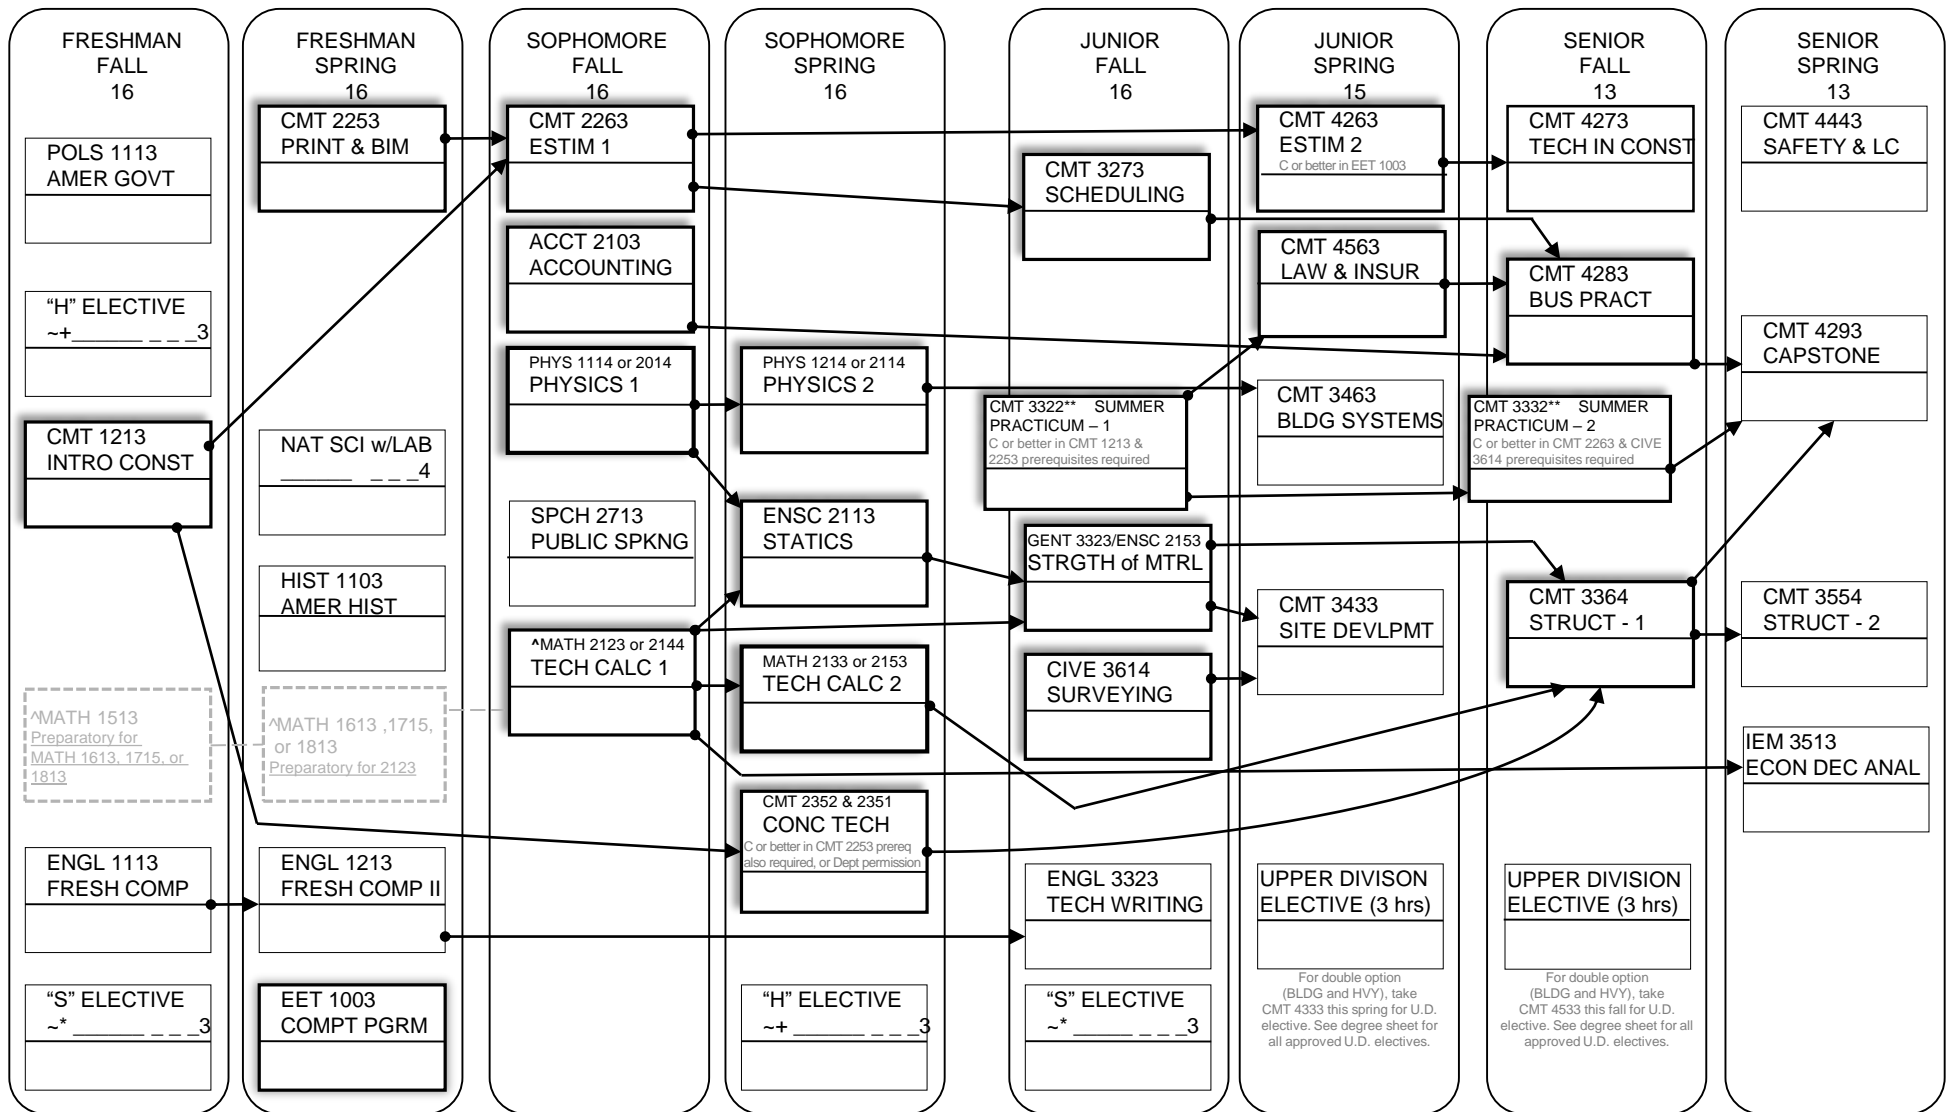 FRESHMAN
FALL
16
POLS 1113
AMER GOVT
“H” ELECTIVE
~+______ _ _ _3
CMT 1213
INTRO CONST
^MATH 1513
Preparatory for
MATH 1613, 1715, or
1813
ENGL 1113
FRESH COMP
“S” ELECTIVE
~* ______ _ _ _3
FRESHMAN
SPRING
16
CMT 2253
PRINT & BIM
NAT SCI w/LAB
______ _ _ _4
HIST 1103
AMER HIST
^MATH 1613 ,1715,
or 1813
Preparatory for 2123
ENGL 1213
FRESH COMP II
EET 1003
COMPT PGRM
SOPHOMORE
FALL
16
CMT 2263
ESTIM 1
ACCT 2103
ACCOUNTING
PHYS 1114 or 2014
PHYSICS 1
SPCH 2713
PUBLIC SPKNG
^MATH 2123 or 2144
TECH CALC 1
SOPHOMORE
SPRING
16
PHYS 1214 or 2114
PHYSICS 2
ENSC 2113
STATICS
MATH 2133 or 2153
TECH CALC 2
CMT 2352 & 2351
CONC TECH
C or better in CMT 2253 prereq
also required, or Dept permission
“H” ELECTIVE
~+ ______ _ _ _3
JUNIOR
FALL
16
CMT 3273
SCHEDULING
CMT 3322** SUMMER
PRACTICUM – 1
C or better in CMT 1213 &
2253 prerequisites required
GENT 3323/ENSC 2153
STRGTH of MTRL
CIVE 3614
SURVEYING
ENGL 3323
TECH WRITING
“S” ELECTIVE
~* ______ _ _ _3
JUNIOR
SPRING
15
CMT 4263
ESTIM 2
C or better in EET 1003
CMT 4563
LAW & INSUR
CMT 3463
BLDG SYSTEMS
CMT 3433
SITE DEVLPMT
UPPER DIVISON
ELECTIVE (3 hrs)
For double option
(BLDG and HVY), take
CMT 4333 this spring for U.D.
elective. See degree sheet for
all approved U.D. electives.
SENIOR
FALL
13
CMT 4273
TECH IN CONST
CMT 4283
BUS PRACT
CMT 3332** SUMMER
PRACTICUM – 2
C or better in CMT 2263 & CIVE
3614 prerequisites required
CMT 3364
STRUCT - 1
UPPER DIVISION
ELECTIVE (3 hrs)
For double option
(BLDG and HVY), take
CMT 4533 this fall for U.D.
elective. See degree sheet for all
approved U.D. electives.
SENIOR
SPRING
13
CMT 4443
SAFETY & LC
CMT 4293
CAPSTONE
CMT 3554
STRUCT - 2
IEM 3513
ECON DEC ANAL